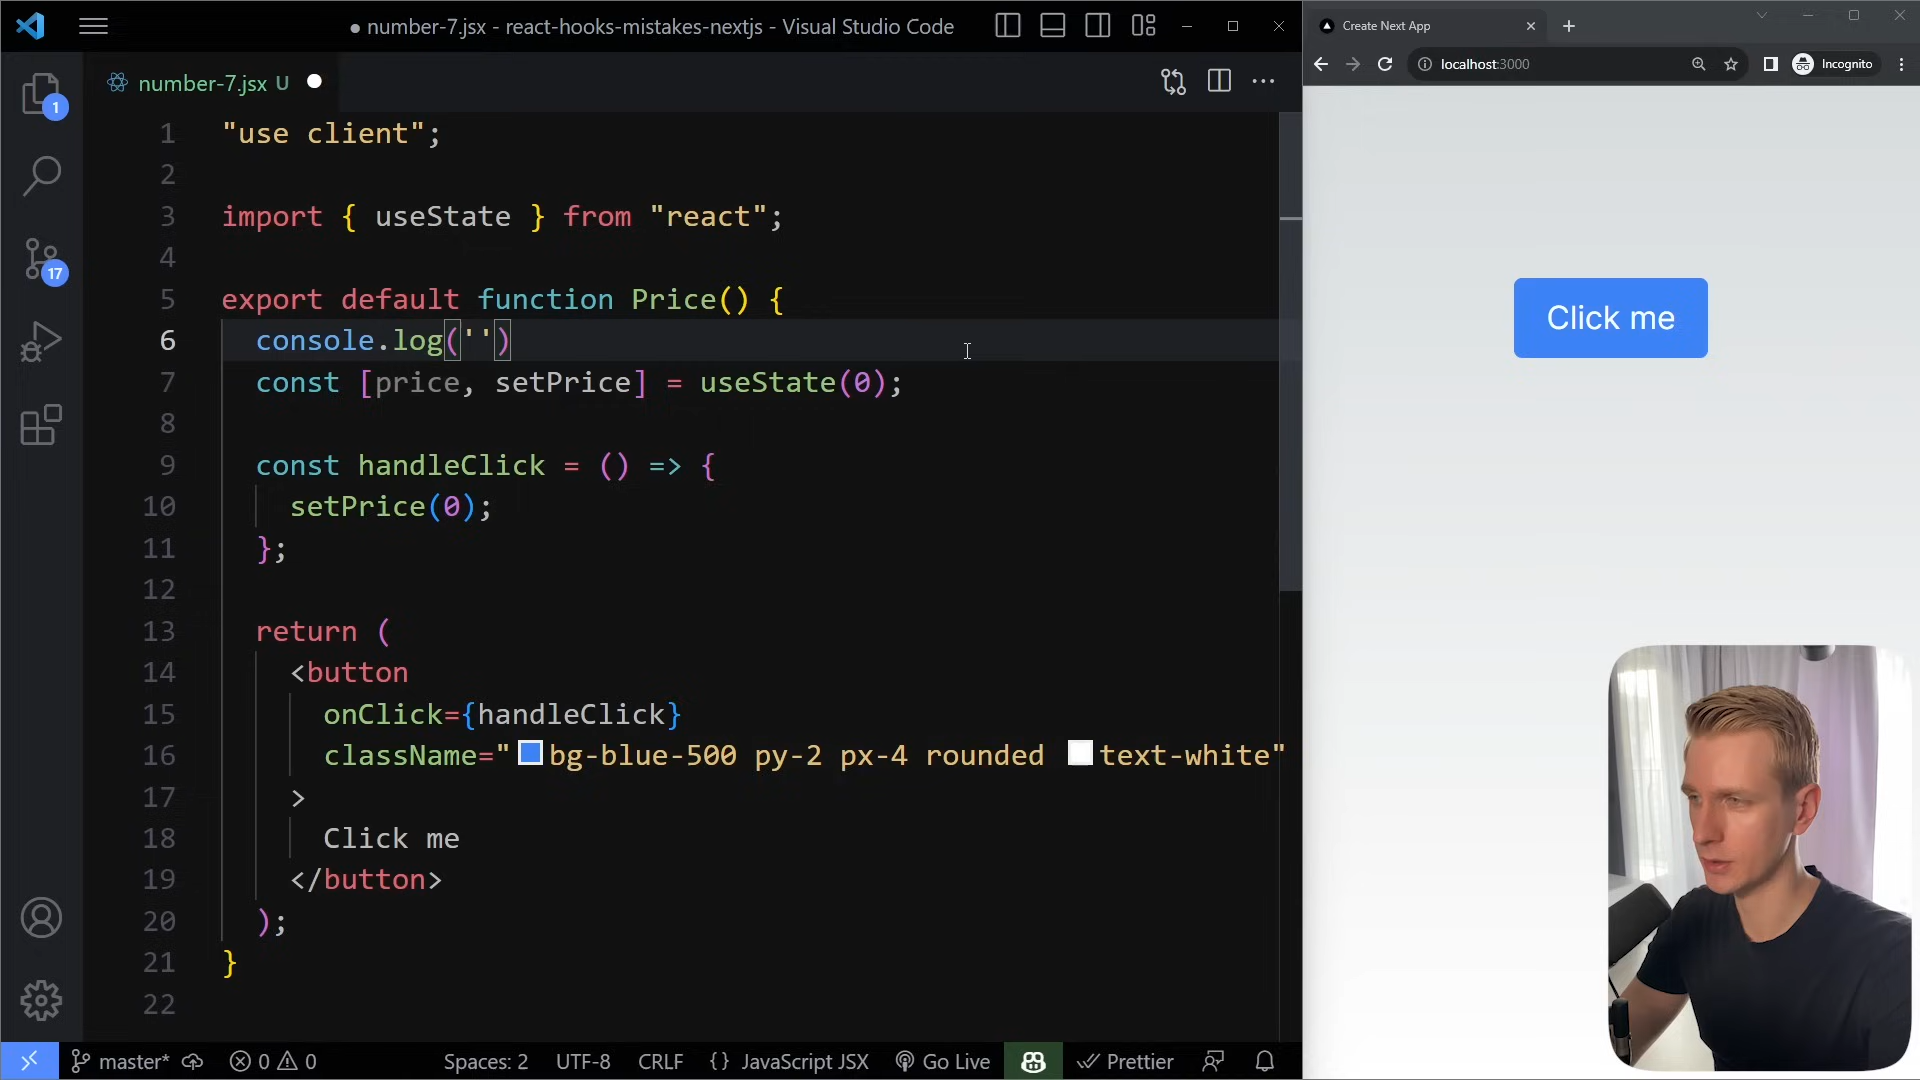 number-7.jsx - react-hooks-mistakes-nextjs - Visual Studio Code
number-7.jsx U
1 "use client";
2
3 import { useState } from "react";
4
5 export default function Price() {
6 console.log('')
7 const [price, setPrice] = useState(0);
8
9 const handleClick = () => {
10 setPrice(0);
11 };
12
13 return (
14 <button
15 onClick={handleClick}
16 className="bg-blue-500 py-2 px-4 rounded text-white"
17 >
18 Click me
19 </button>
20 );
21 }
22
1
17
master* 0 0 Spaces: 2 UTF-8 CRLF {} JavaScript JSX Go Live Prettier
Create Next App
localhost:3000 Incognito
Click me